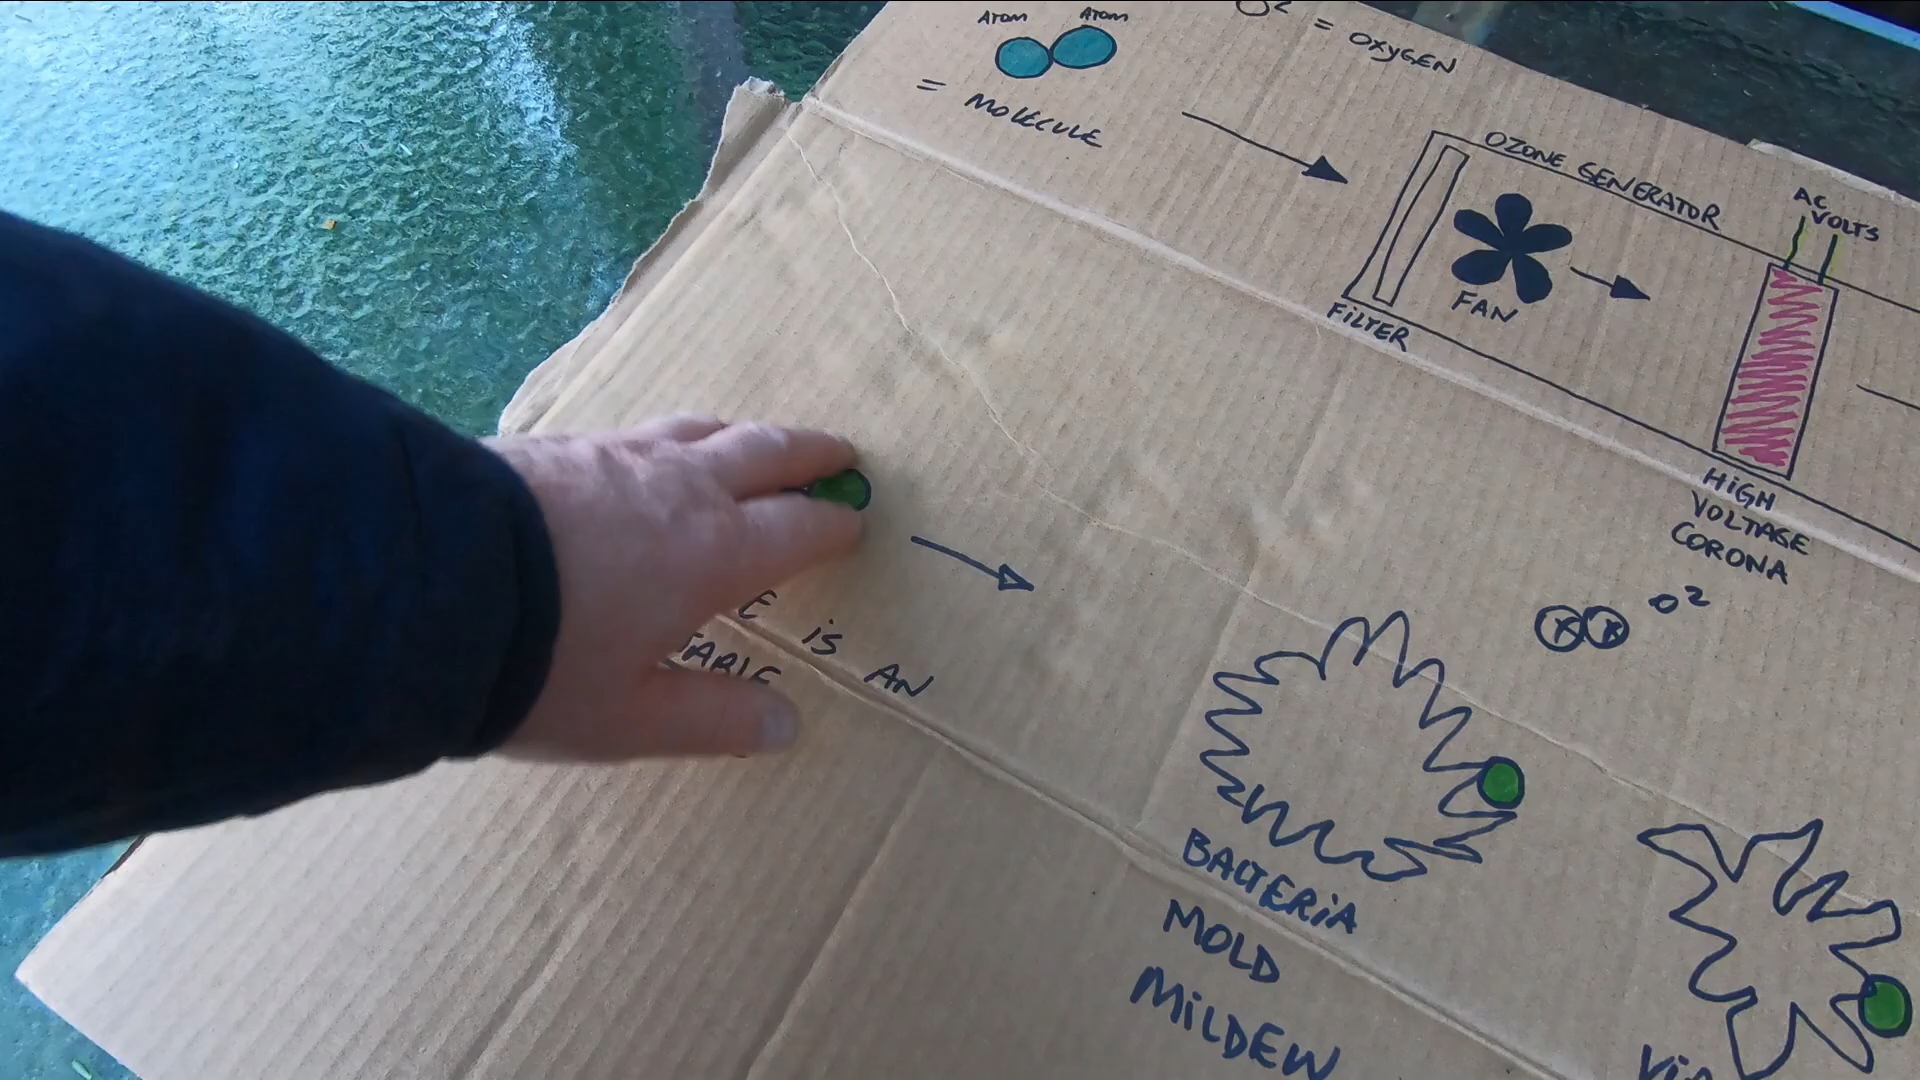 ATOM ATOM
= MOLECULE
= OXYGEN
OZONE GENERATOR
AC
VOLTS
FILTER
FAN
HIGH
VOLTAGE
CORONA
O2
IS AN
BACTERIA
MOLD
MILDEW